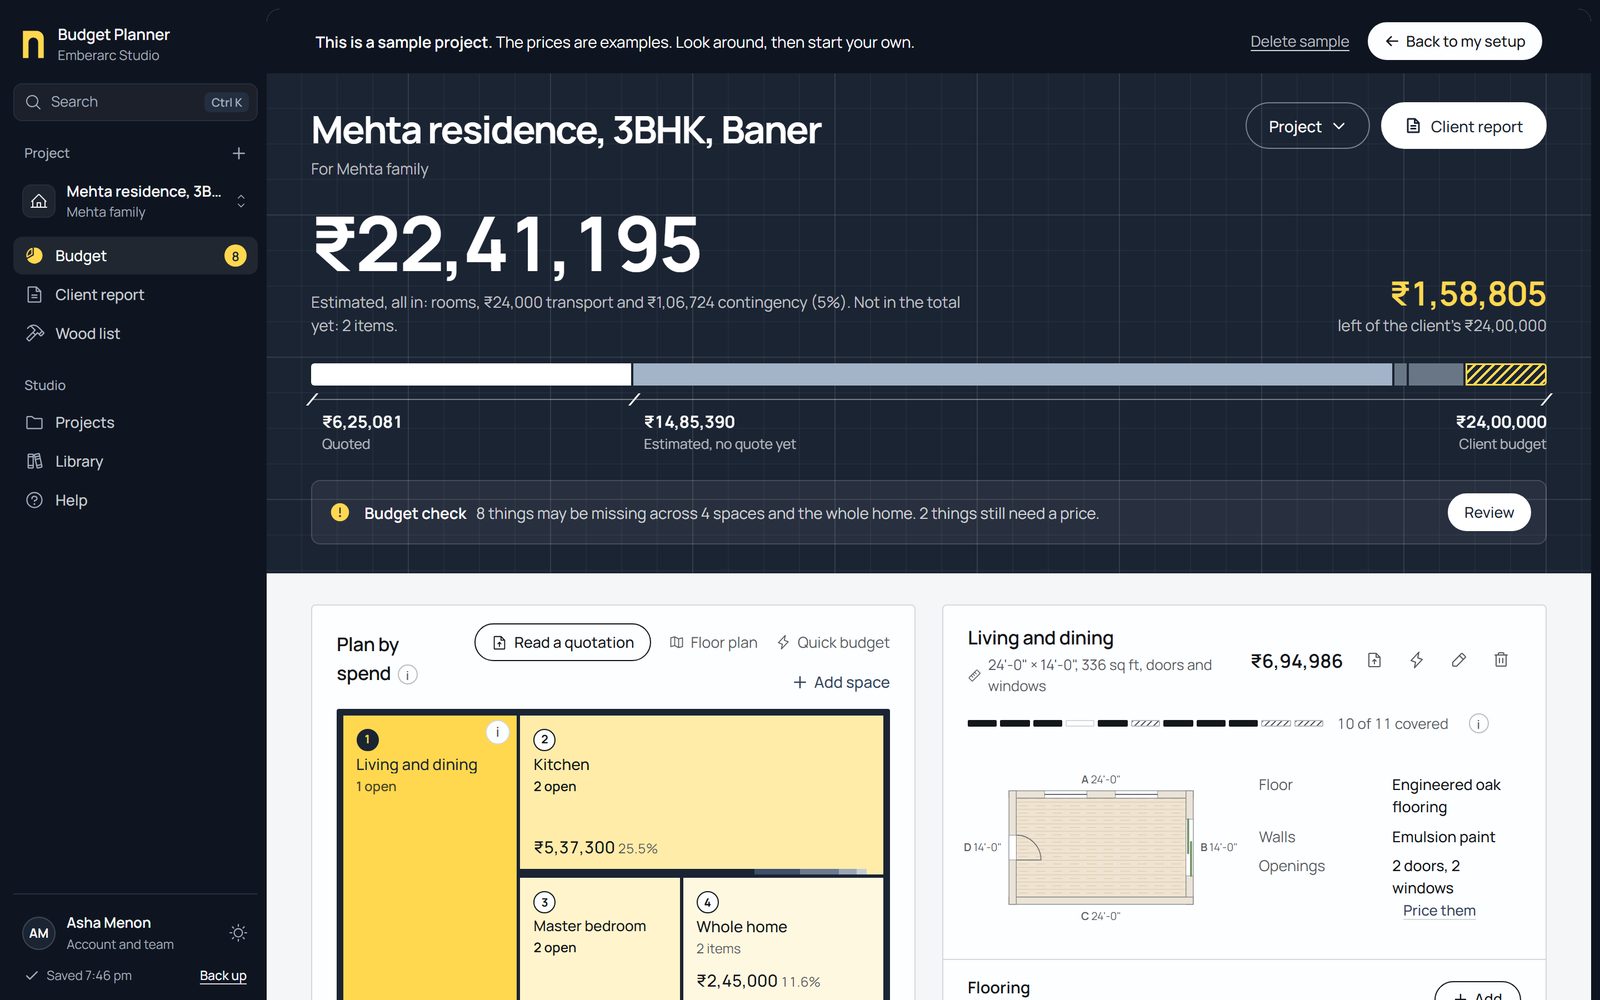 Budget Planner
Emberarc Studio
Search
Ctrl K
Project
Mehta residence, 3B...
Mehta family
Budget
8
Client report
Wood list
Studio
Projects
Library
Help
AM
Asha Menon
Account and team
Saved 7:46 pm
Back up
This is a sample project. The prices are examples. Look around, then start your own.
Delete sample
Back to my setup
Mehta residence, 3BHK, Baner
For Mehta family
Project
Client report
₹22,41,195
Estimated, all in: rooms, ₹24,000 transport and ₹1,06,724 contingency (5%). Not in the total
yet: 2 items.
₹1,58,805
left of the client's ₹24,00,000
₹6,25,081
Quoted
₹14,85,390
Estimated, no quote yet
₹24,00,000
Client budget
Budget check 8 things may be missing across 4 spaces and the whole home. 2 things still need a price.
Review
Plan by
spend
Read a quotation
Floor plan
Quick budget
Add space
1
Living and dining
1 open
2
Kitchen
2 open
₹5,37,300 25.5%
3
Master bedroom
2 open
4
Whole home
2 items
₹2,45,000 11.6%
Living and dining
24'-0" × 14'-0", 336 sq ft, doors and
windows
₹6,94,986
10 of 11 covered
A 24'-0"
D 14'-0"
B 14'-0"
C 24'-0"
Floor
Engineered oak
flooring
Walls
Emulsion paint
Openings
2 doors, 2
windows
Price them
Flooring
Add